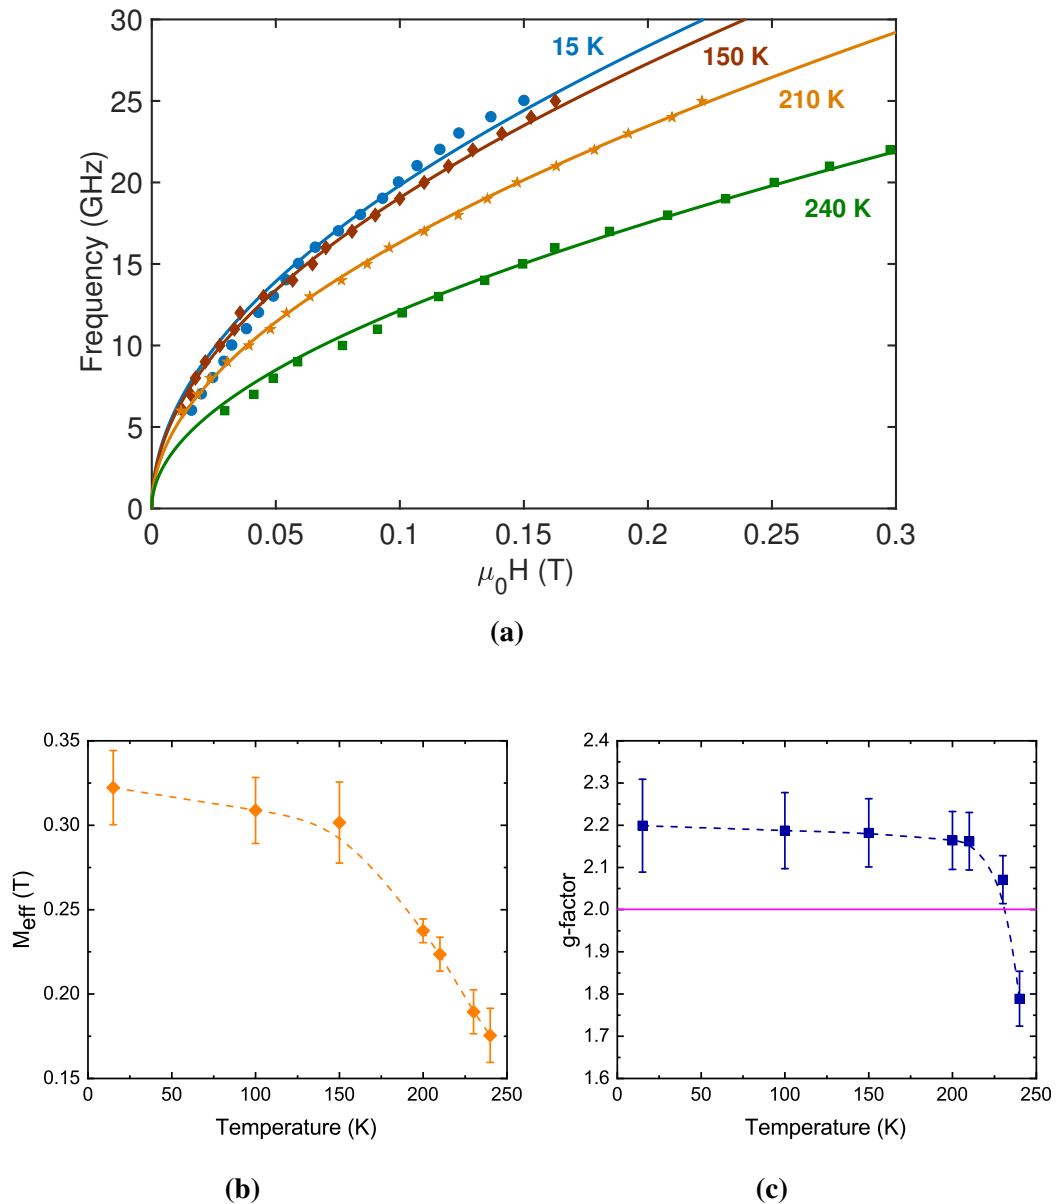 30
25
20
15
10
5
0
Frequency (GHz)
15 K
150 K
210 K
240 K
0 0.05 0.1 0.15 0.2 0.25 0.3
μ0H (T)
(a)
0.35
0.30
0.25
0.20
0.15
Meff (T)
0 50 100 150 200 250
Temperature (K)
(b)
2.4
2.3
2.2
2.1
2.0
1.9
1.8
1.7
1.6
g-factor
0 50 100 150 200 250
Temperature (K)
(c)